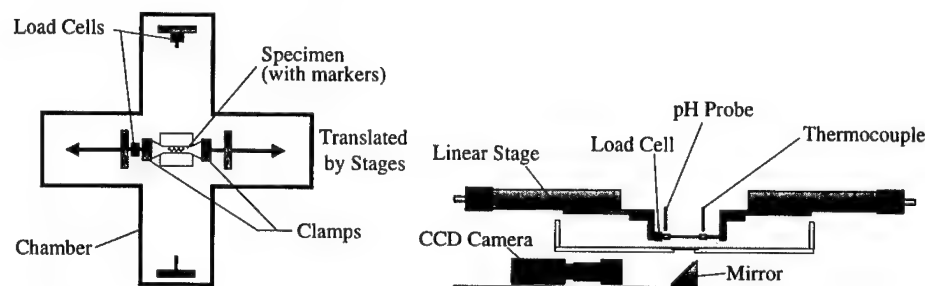 Load Cells
Specimen
(with markers)
Translated
by Stages
Clamps
Chamber
pH Probe
Thermocouple
Load Cell
Linear Stage
CCD Camera
Mirror